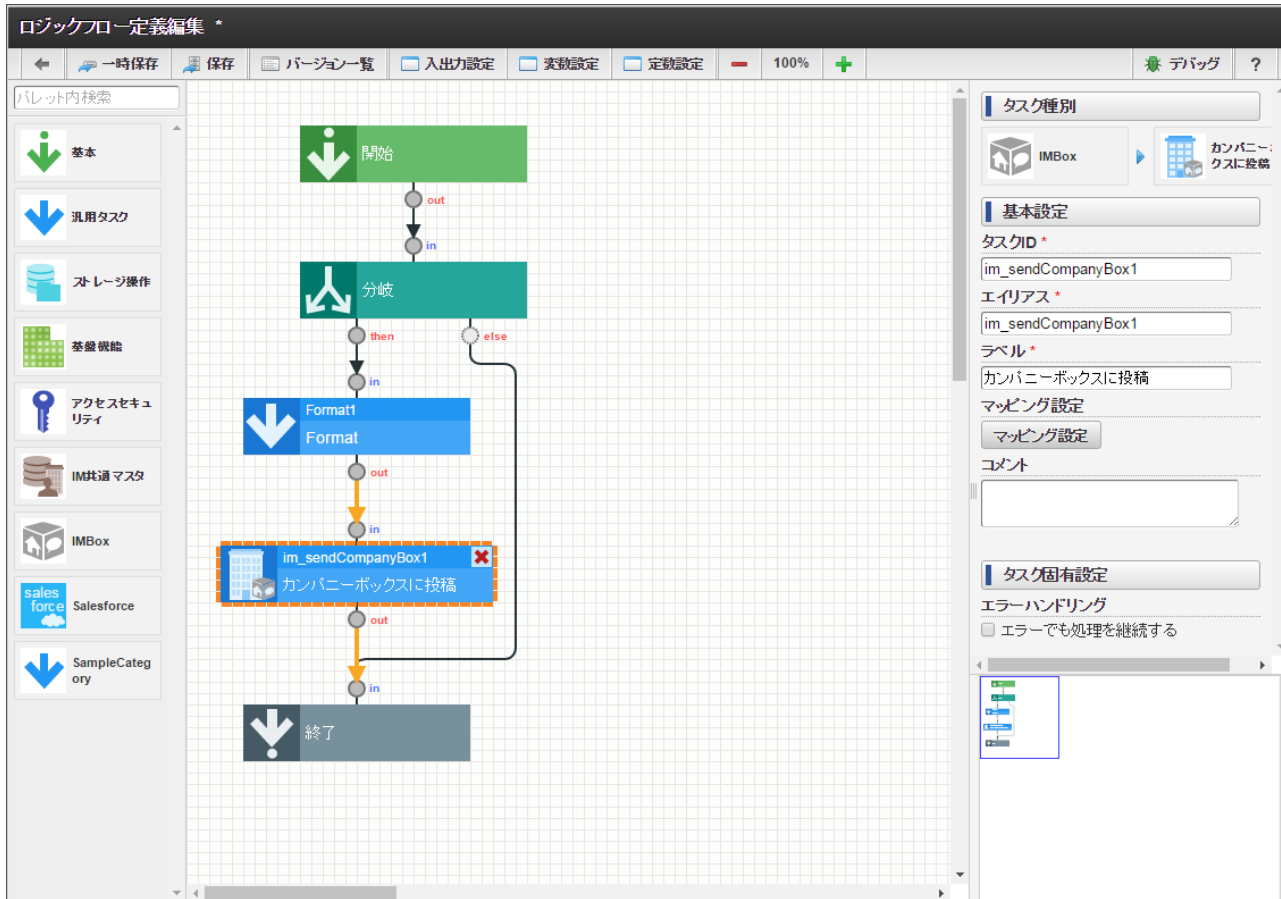 ロジックフロー定義編集 *
一時保存
保存
バージョン一覧
入出力設定
変数設定
定数設定
100%
デバッグ
?
パレット内検索
基本
汎用タスク
ストレージ操作
基盤機能
アクセスセキュ
リティ
IM共通マスタ
IMBox
sales
force
Salesforce
SampleCateg
ory
開始
out
in
分岐
then
else
in
Format1
Format
out
in
im_sendCompanyBox1
カンパニーボックスに投稿
out
in
終了
タスク種別
IMBox
カンパニー
クスに投稿
基本設定
タスクID *
im_sendCompanyBox1
エイリアス *
im_sendCompanyBox1
ラベル *
カンパニーボックスに投稿
マッピング設定
マッピング設定
コメント
タスク固有設定
エラーハンドリング
エラーでも処理を継続する